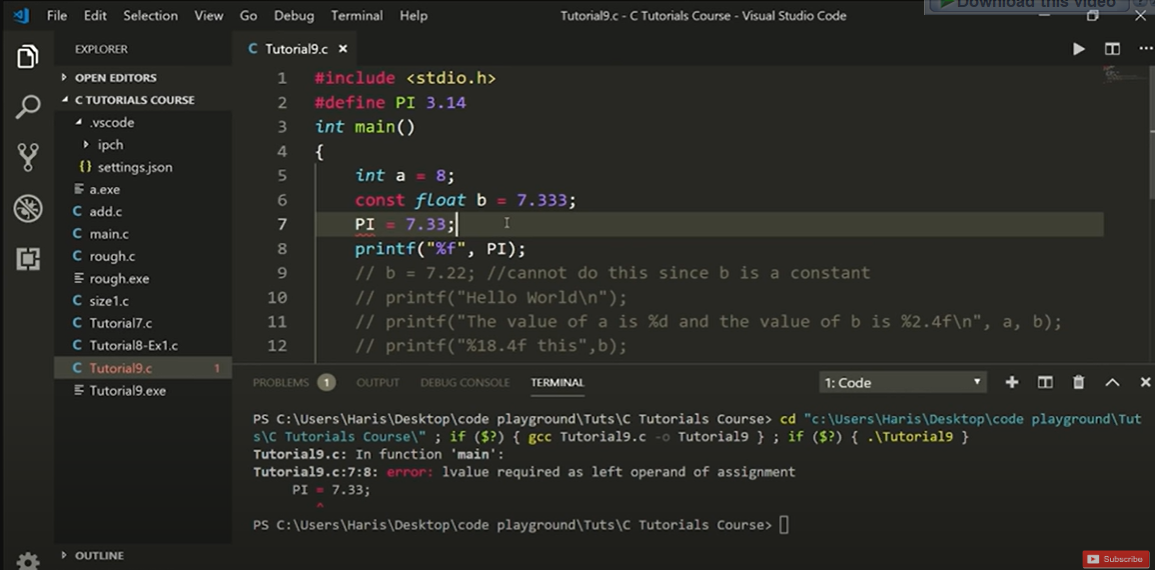 File Edit Selection View Go Debug Terminal Help
Tutorial9.c - C Tutorials Course - Visual Studio Code
Download this video
EXPLORER
OPEN EDITORS
C TUTORIALS COURSE
.vscode
ipch
{} settings.json
a.exe
C add.c
C main.c
C rough.c
rough.exe
C size1.c
C Tutorial7.c
C Tutorial8-Ex1.c
C Tutorial9.c 1
Tutorial9.exe
OUTLINE
C Tutorial9.c ×
1 #include <stdio.h>
2 #define PI 3.14
3 int main()
4 {
5 int a = 8;
6 const float b = 7.333;
7 PI = 7.33;
8 printf("%f", PI);
9 // b = 7.22; //cannot do this since b is a constant
10 // printf("Hello World\n");
11 // printf("The value of a is %d and the value of b is %2.4f\n", a, b);
12 // printf("%18.4f this",b);
PROBLEMS 1 OUTPUT DEBUG CONSOLE TERMINAL 1: Code
PS C:\Users\Haris\Desktop\code playground\Tuts\C Tutorials Course> cd "c:\Users\Haris\Desktop\code playground\Tut
s\C Tutorials Course\" ; if ($?) { gcc Tutorial9.c -o Tutorial9 } ; if ($?) { .\Tutorial9 }
Tutorial9.c: In function 'main':
Tutorial9.c:7:8: error: lvalue required as left operand of assignment
PI = 7.33;
^
PS C:\Users\Haris\Desktop\code playground\Tuts\C Tutorials Course>
Subscribe